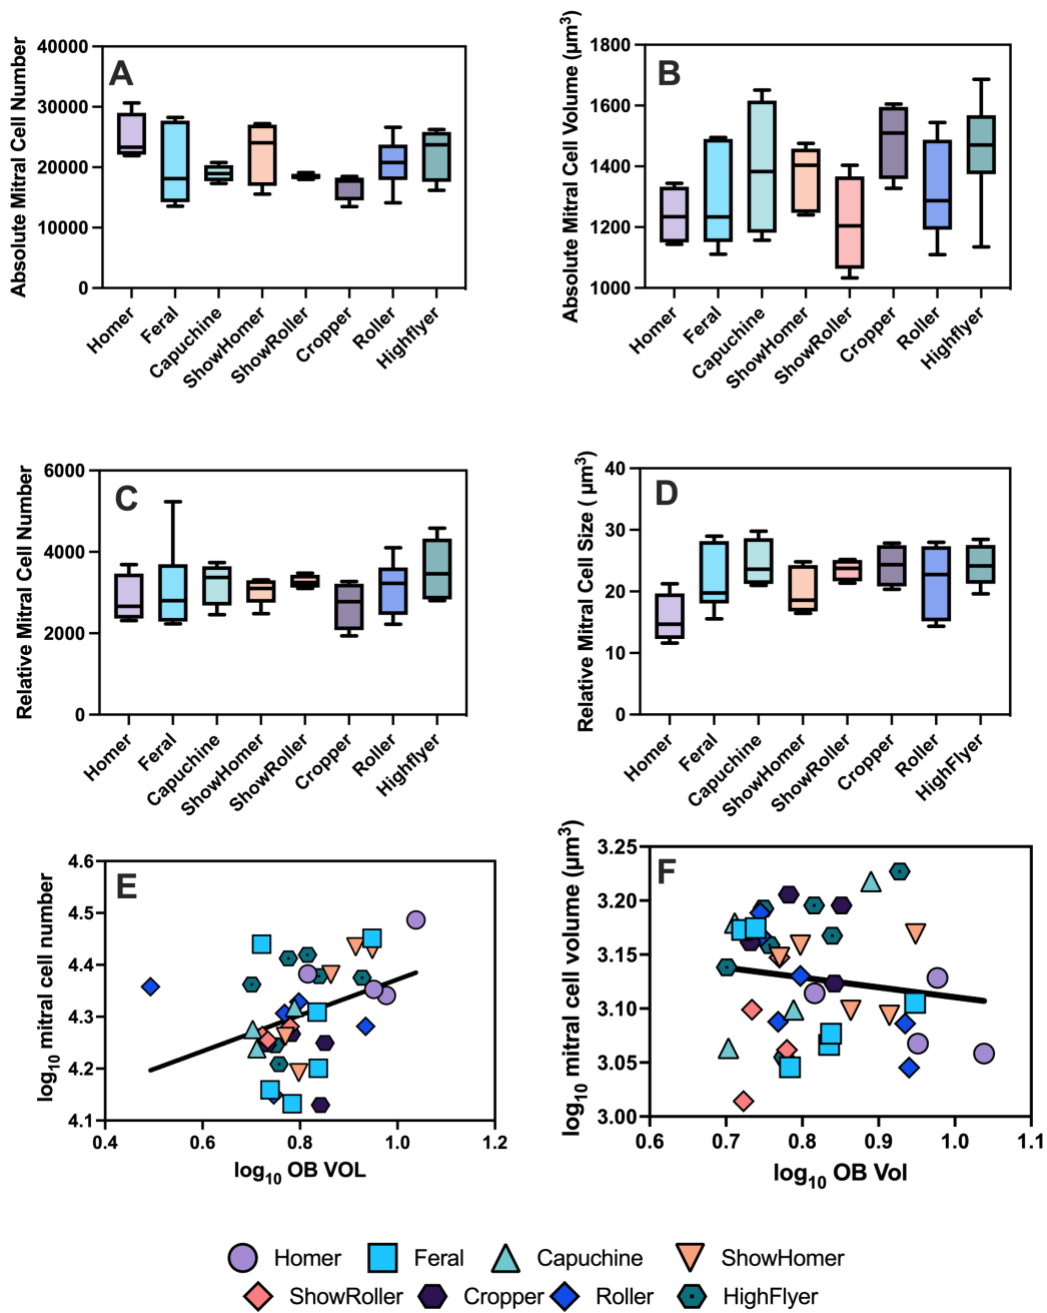 A
Absolute Mitral Cell Number
40000
30000
20000
10000
0
Homer
Feral
Capuchine
ShowHomer
ShowRoller
Cropper
Roller
Highflyer
B
Absolute Mitral Cell Volume (μm³)
1800
1600
1400
1200
1000
Homer
Feral
Capuchine
ShowHomer
ShowRoller
Cropper
Roller
Highflyer
C
Relative Mitral Cell Number
6000
4000
2000
0
Homer
Feral
Capuchine
ShowHomer
ShowRoller
Cropper
Roller
Highflyer
D
Relative Mitral Cell Size ( μm³)
40
30
20
10
0
Homer
Feral
Capuchine
ShowHomer
ShowRoller
Cropper
Roller
HighFlyer
E
log₁₀ mitral cell number
4.6
4.5
4.4
4.3
4.2
4.1
0.4 0.6 0.8 1.0 1.2
log₁₀ OB VOL
F
log₁₀ mitral cell volume (μm³)
3.25
3.20
3.15
3.10
3.05
3.00
0.6 0.7 0.8 0.9 1.0 1.1
log₁₀ OB Vol
Homer Feral Capuchine ShowHomer
ShowRoller Cropper Roller HighFlyer